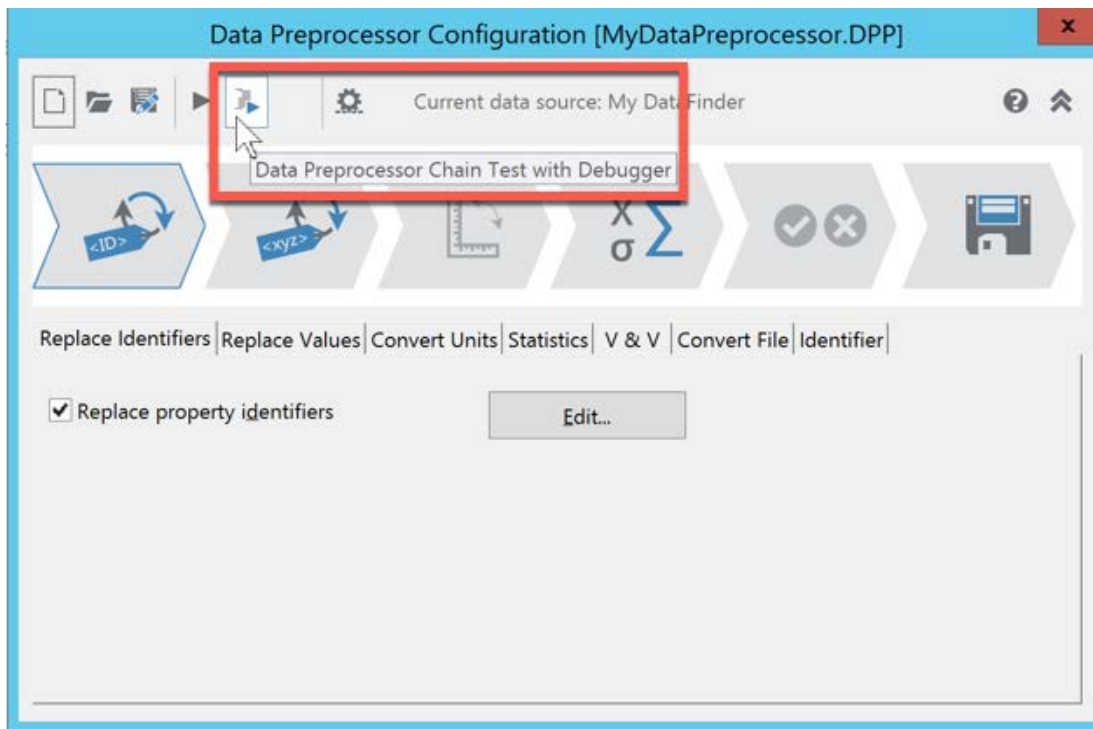 Data Preprocessor Configuration [MyDataPreprocessor.DPP]
x
Current data source: My DataFinder
Data Preprocessor Chain Test with Debugger
<ID>
<xyz>
X
σ Σ
Replace Identifiers Replace Values Convert Units Statistics V & V Convert File Identifier
Replace property identifiers
Edit...